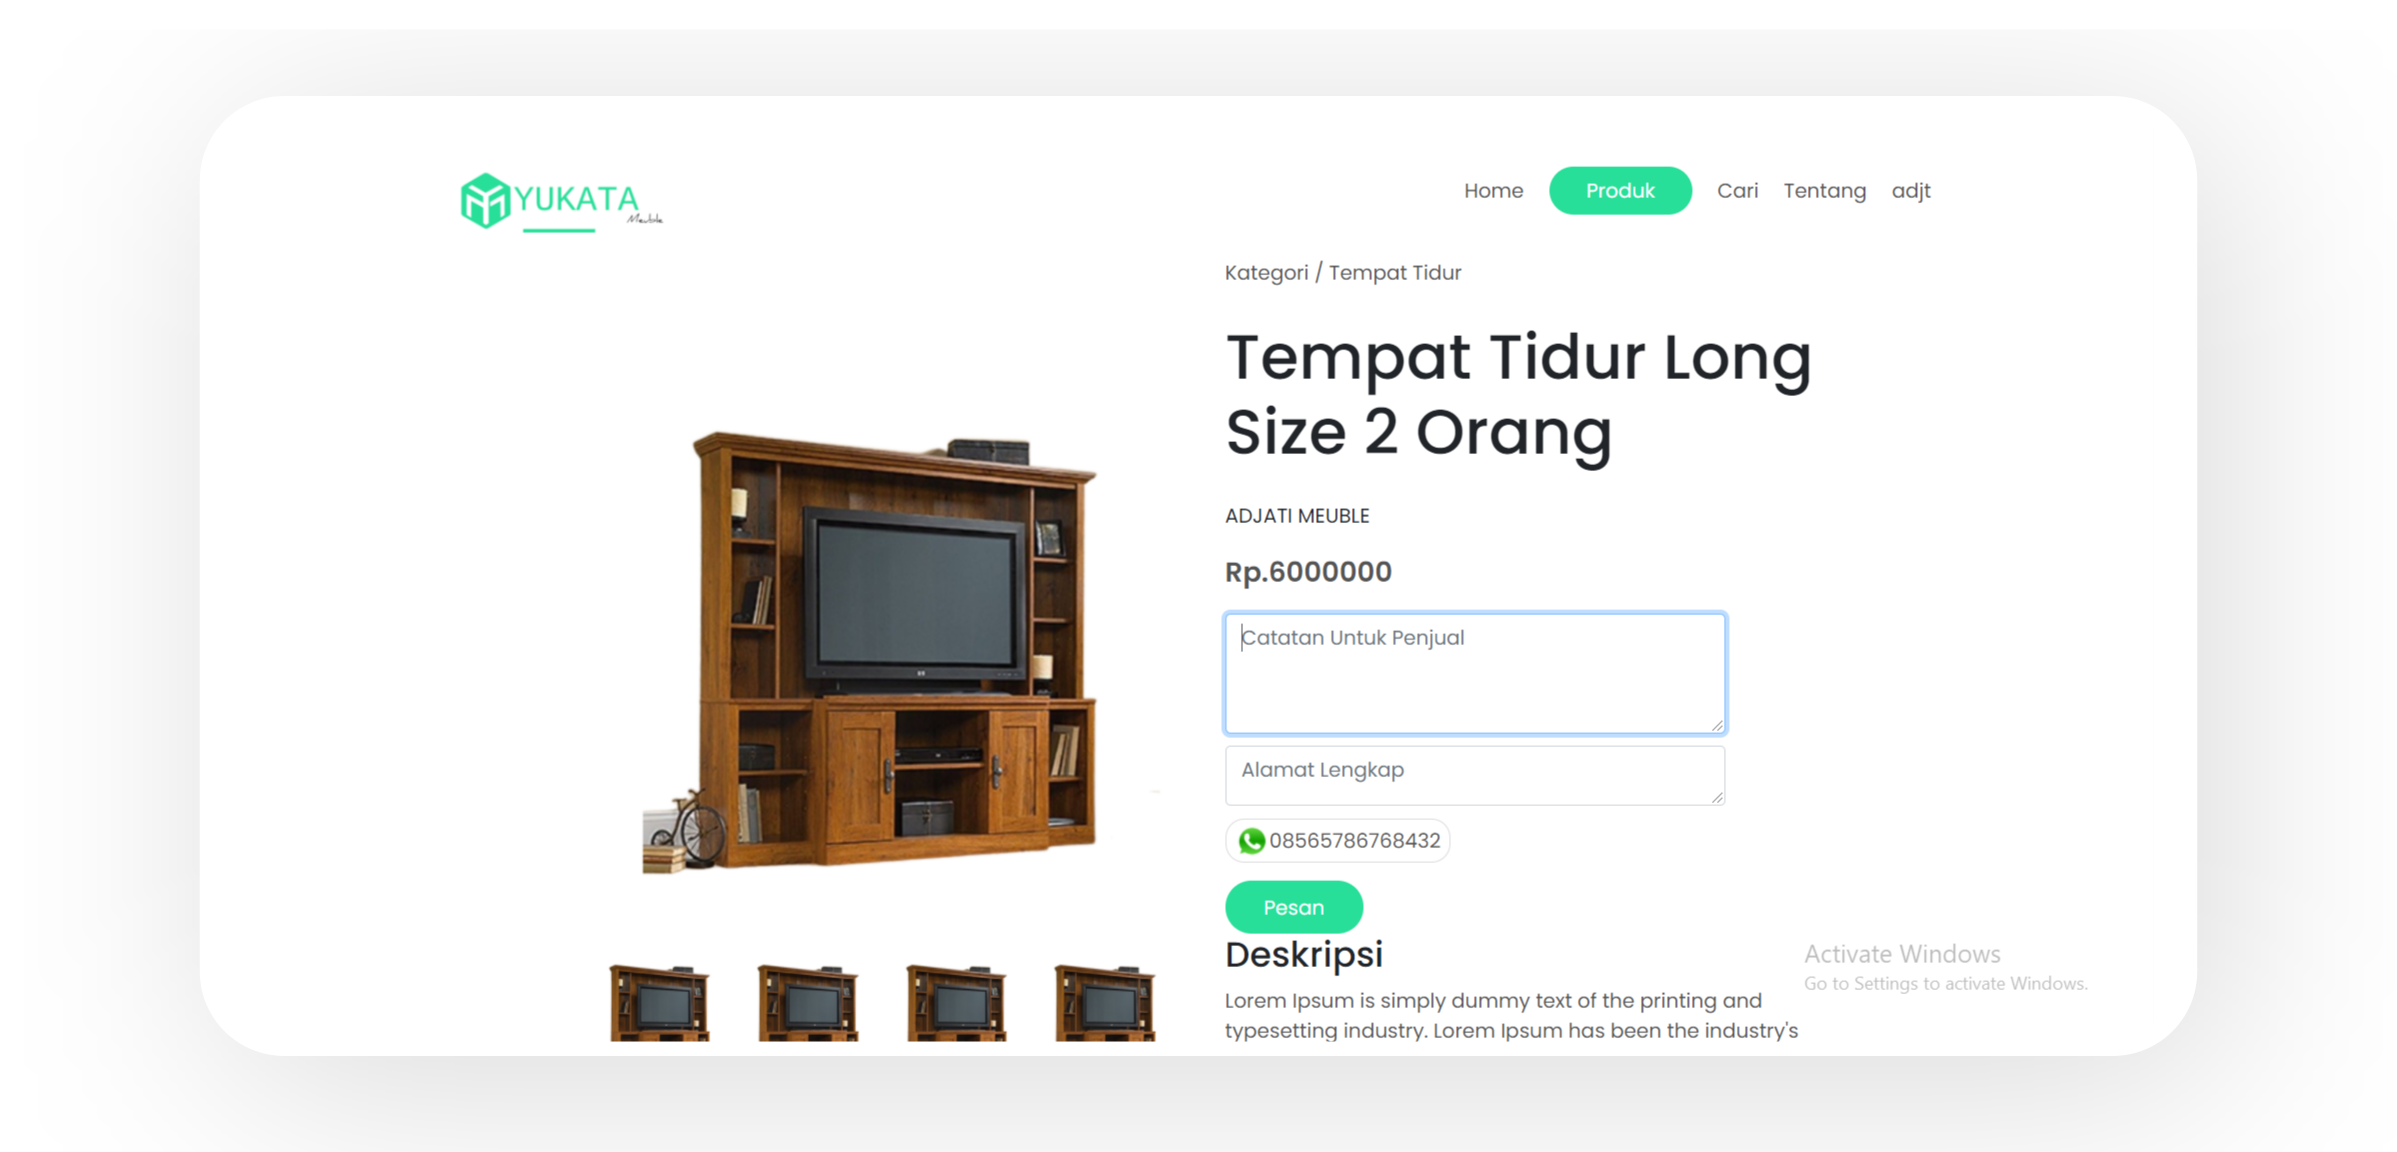 YUKATA
Meuble
Home Produk Cari Tentang adjt
Kategori / Tempat Tidur
Tempat Tidur Long
Size 2 Orang
ADJATI MEUBLE
Rp.6000000
Catatan Untuk Penjual
Alamat Lengkap
08565786768432
Pesan
Deskripsi
Lorem Ipsum is simply dummy text of the printing and
typesetting industry. Lorem Ipsum has been the industry's
Activate Windows
Go to Settings to activate Windows.